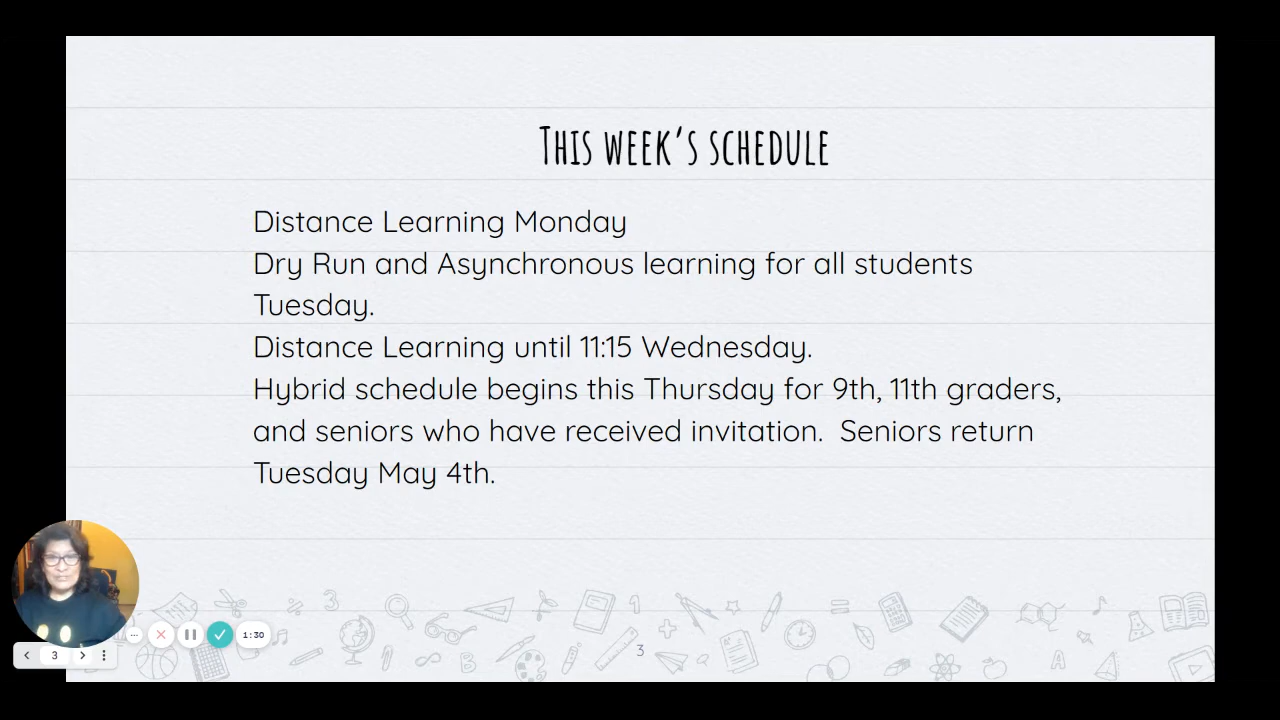 This week's schedule
Distance Learning Monday
Dry Run and Asynchronous learning for all students
Tuesday.
Distance Learning until 11:15 Wednesday.
Hybrid schedule begins this Thursday for 9th, 11th graders,
and seniors who have received invitation.  Seniors return
Tuesday May 4th.
1:30
3
3